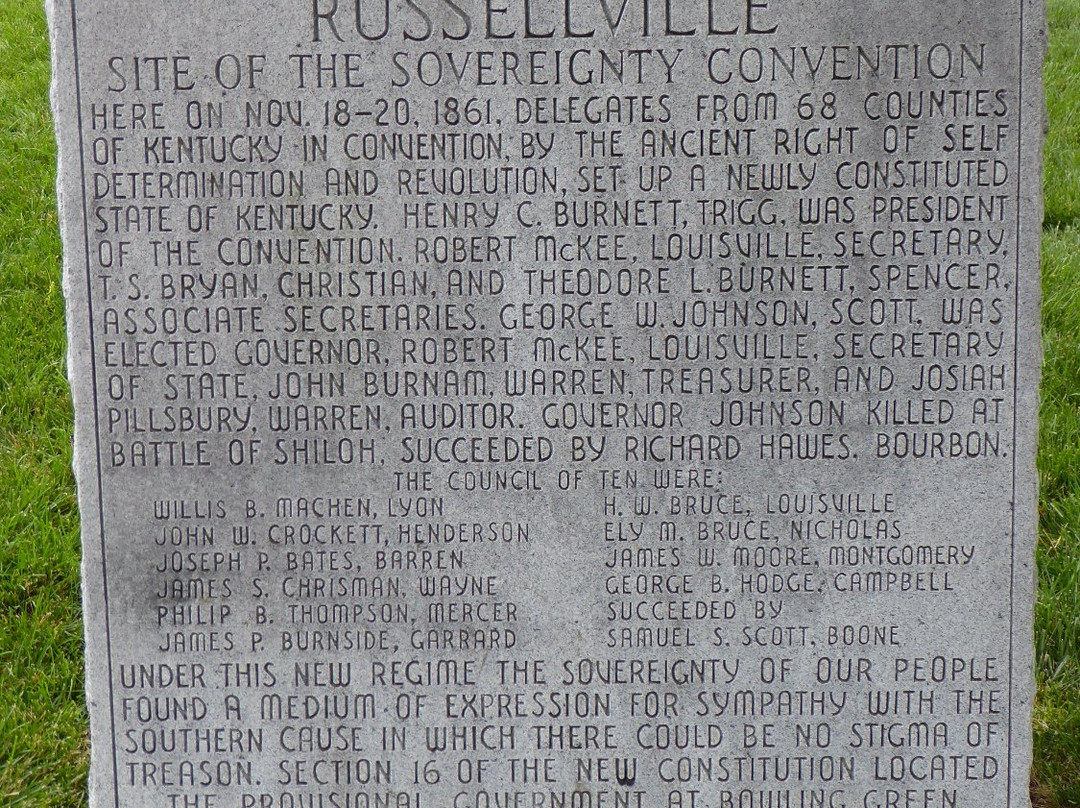 RUSSELLVILLE
SITE OF THE SOVEREIGNTY CONVENTION
HERE ON NOV. 18-20, 1861, DELEGATES FROM 68 COUNTIES
OF KENTUCKY IN CONVENTION, BY THE ANCIENT RIGHT OF SELF
DETERMINATION AND REVOLUTION, SET UP A NEWLY CONSTITUTED
STATE OF KENTUCKY. HENRY C. BURNETT, TRIGG, WAS PRESIDENT
OF THE CONVENTION. ROBERT McKEE, LOUISVILLE, SECRETARY,
T. S. BRYAN, CHRISTIAN, AND THEODORE L. BURNETT, SPENCER,
ASSOCIATE SECRETARIES. GEORGE W. JOHNSON, SCOTT, WAS
ELECTED GOVERNOR, ROBERT McKEE, LOUISVILLE, SECRETARY
OF STATE, JOHN BURNAM, WARREN, TREASURER, AND JOSIAH
PILLSBURY, WARREN, AUDITOR. GOVERNOR JOHNSON KILLED AT
BATTLE OF SHILOH, SUCCEEDED BY RICHARD HAWES, BOURBON.
THE COUNCIL OF TEN WERE:
WILLIS B. MACHEN, LYON
JOHN W. CROCKETT, HENDERSON
JOSEPH P. BATES, BARREN
JAMES S. CHRISMAN, WAYNE
PHILIP B. THOMPSON, MERCER
JAMES P. BURNSIDE, GARRARD
H. W. BRUCE, LOUISVILLE
ELY M. BRUCE, NICHOLAS
JAMES W. MOORE, MONTGOMERY
GEORGE B. HODGE, CAMPBELL
SUCCEEDED BY
SAMUEL S. SCOTT, BOONE
UNDER THIS NEW REGIME THE SOVEREIGNTY OF OUR PEOPLE
FOUND A MEDIUM OF EXPRESSION FOR SYMPATHY WITH THE
SOUTHERN CAUSE IN WHICH THERE COULD BE NO STIGMA OF
TREASON. SECTION 16 OF THE NEW CONSTITUTION LOCATED
THE PROVISIONAL GOVERNMENT AT BOWLING GREEN